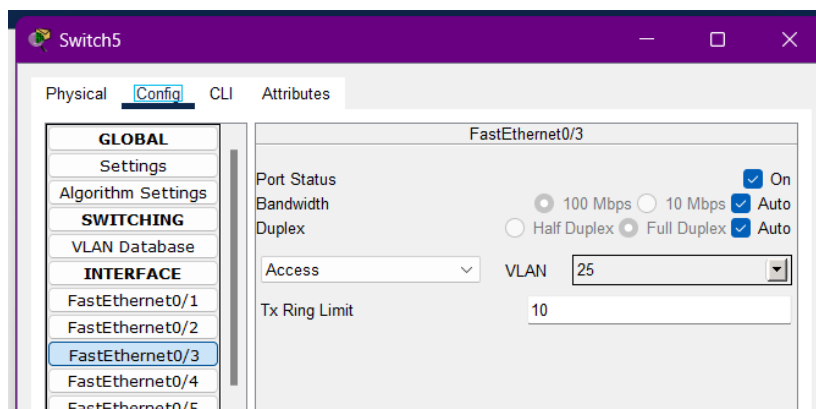 Switch5
Physical Config CLI Attributes
GLOBAL
Settings
Algorithm Settings
SWITCHING
VLAN Database
INTERFACE
FastEthernet0/1
FastEthernet0/2
FastEthernet0/3
FastEthernet0/4
FastEthernet0/5
FastEthernet0/3
Port Status On
Bandwidth 100 Mbps 10 Mbps Auto
Duplex Half Duplex Full Duplex Auto
Access VLAN 25
Tx Ring Limit 10